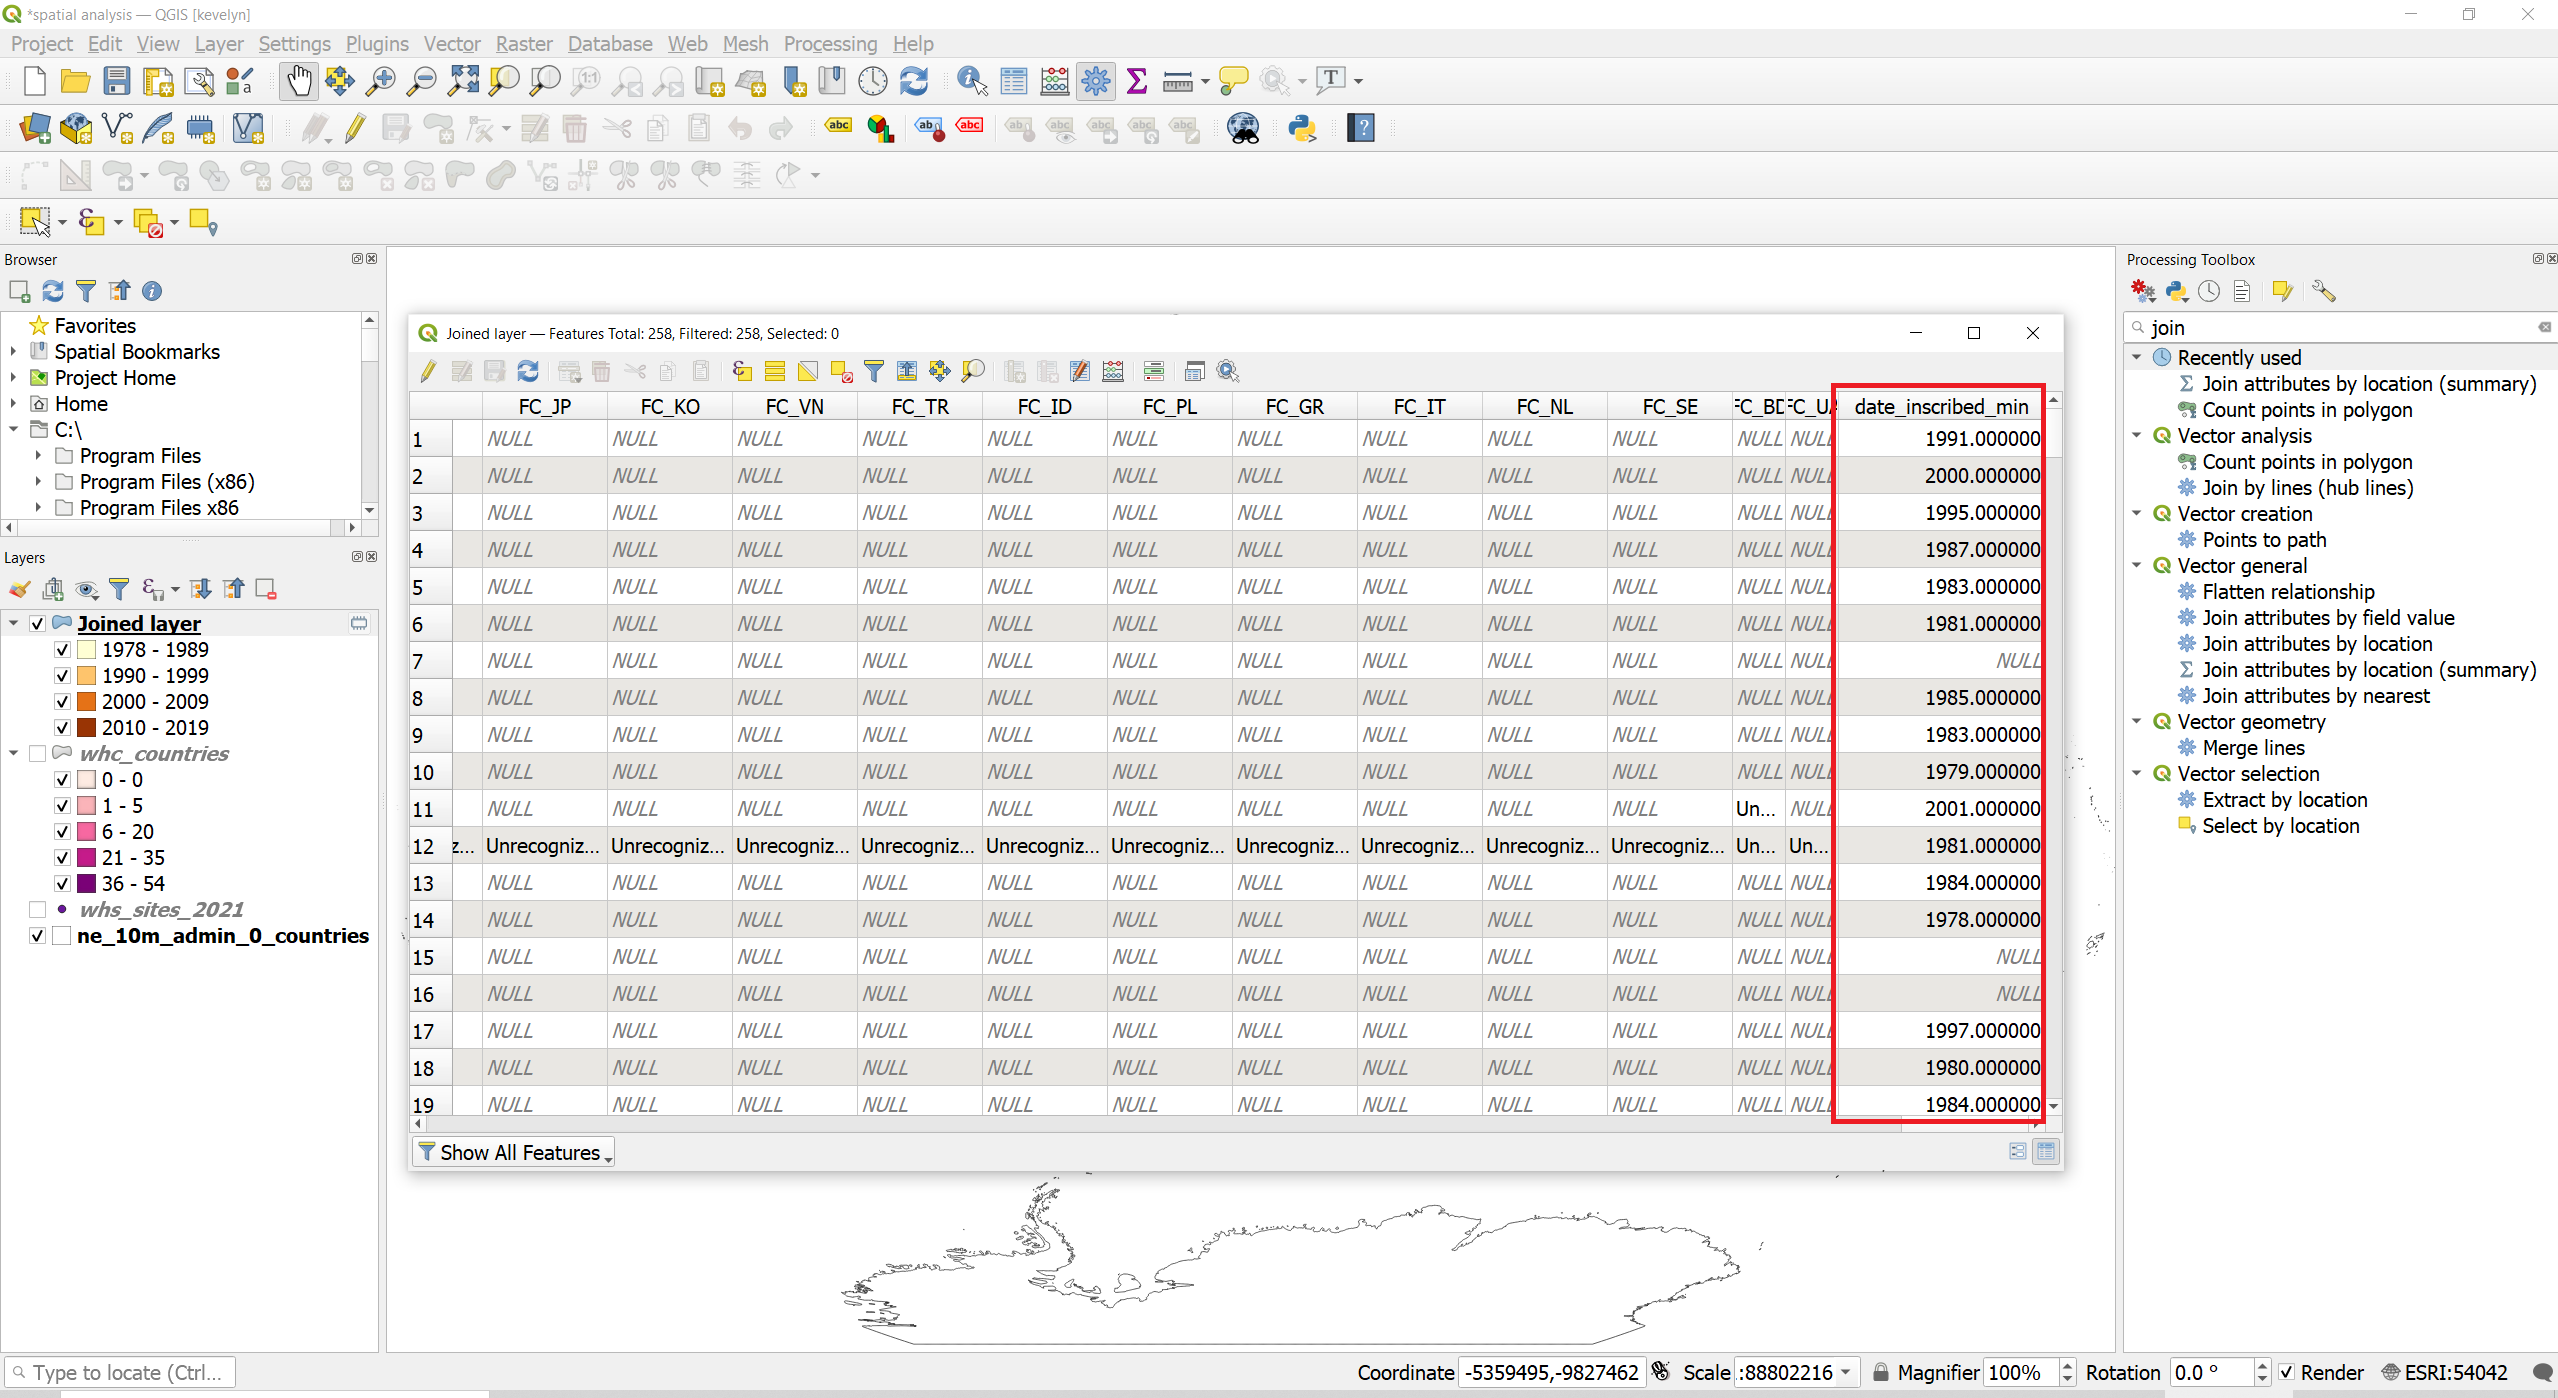 *spatial analysis — QGIS [kevelyn]
Project Edit View Layer Settings Plugins Vector Raster Database Web Mesh Processing Help
Browser
Favorites
Spatial Bookmarks
Project Home
Home
C:\
Program Files
Program Files (x86)
Program Files x86
Layers
Joined layer
1978 - 1989
1990 - 1999
2000 - 2009
2010 - 2019
whc_countries
0 - 0
1 - 5
6 - 20
21 - 35
36 - 54
whs_sites_2021
ne_10m_admin_0_countries
Joined layer — Features Total: 258, Filtered: 258, Selected: 0
FC_JP FC_KO FC_VN FC_TR FC_ID FC_PL FC_GR FC_IT FC_NL FC_SE FC_BD FC_UA date_inscribed_min
1 NULL NULL NULL NULL NULL NULL NULL NULL NULL NULL NULL NULL 1991.000000
2 NULL NULL NULL NULL NULL NULL NULL NULL NULL NULL NULL NULL 2000.000000
3 NULL NULL NULL NULL NULL NULL NULL NULL NULL NULL NULL NULL 1995.000000
4 NULL NULL NULL NULL NULL NULL NULL NULL NULL NULL NULL NULL 1987.000000
5 NULL NULL NULL NULL NULL NULL NULL NULL NULL NULL NULL NULL 1983.000000
6 NULL NULL NULL NULL NULL NULL NULL NULL NULL NULL NULL NULL 1981.000000
7 NULL NULL NULL NULL NULL NULL NULL NULL NULL NULL NULL NULL NULL
8 NULL NULL NULL NULL NULL NULL NULL NULL NULL NULL NULL NULL 1985.000000
9 NULL NULL NULL NULL NULL NULL NULL NULL NULL NULL NULL NULL 1983.000000
10 NULL NULL NULL NULL NULL NULL NULL NULL NULL NULL NULL NULL 1979.000000
11 NULL NULL NULL NULL NULL NULL NULL NULL NULL NULL Un... NULL 2001.000000
12 z... Unrecogniz... Unrecogniz... Unrecogniz... Unrecogniz... Unrecogniz... Unrecogniz... Unrecogniz... Unrecogniz... Unrecogniz... Unrecogniz... Un... Un... 1981.000000
13 NULL NULL NULL NULL NULL NULL NULL NULL NULL NULL NULL NULL 1984.000000
14 NULL NULL NULL NULL NULL NULL NULL NULL NULL NULL NULL NULL 1978.000000
15 NULL NULL NULL NULL NULL NULL NULL NULL NULL NULL NULL NULL NULL
16 NULL NULL NULL NULL NULL NULL NULL NULL NULL NULL NULL NULL NULL
17 NULL NULL NULL NULL NULL NULL NULL NULL NULL NULL NULL NULL 1997.000000
18 NULL NULL NULL NULL NULL NULL NULL NULL NULL NULL NULL NULL 1980.000000
19 NULL NULL NULL NULL NULL NULL NULL NULL NULL NULL NULL NULL 1984.000000
Show All Features
Processing Toolbox
join
Recently used
Join attributes by location (summary)
Count points in polygon
Vector analysis
Count points in polygon
Join by lines (hub lines)
Vector creation
Points to path
Vector general
Flatten relationship
Join attributes by field value
Join attributes by location
Join attributes by location (summary)
Join attributes by nearest
Vector geometry
Merge lines
Vector selection
Extract by location
Select by location
Type to locate (Ctrl... Coordinate -5359495,-9827462 Scale :88802216 Magnifier 100% Rotation 0.0 ° Render ESRI:54042